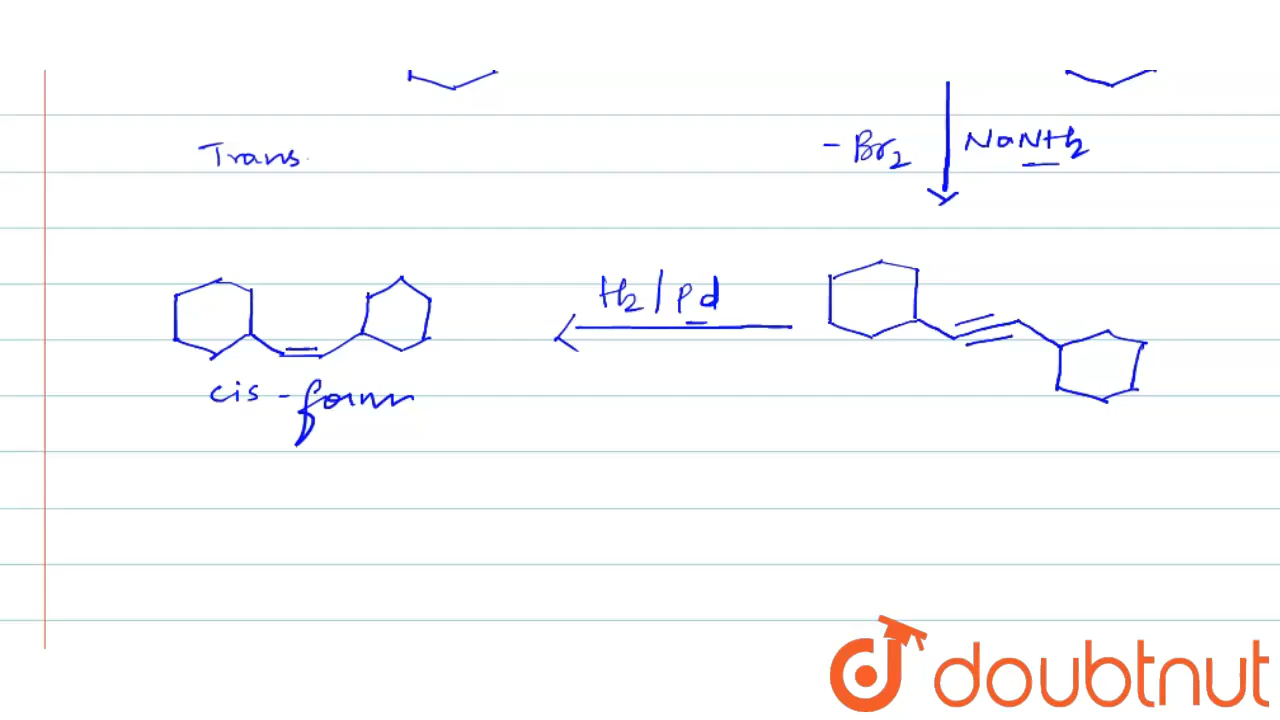 Trans.
- Br2 NaNH2
H2/Pd
cis-form
doubtnut